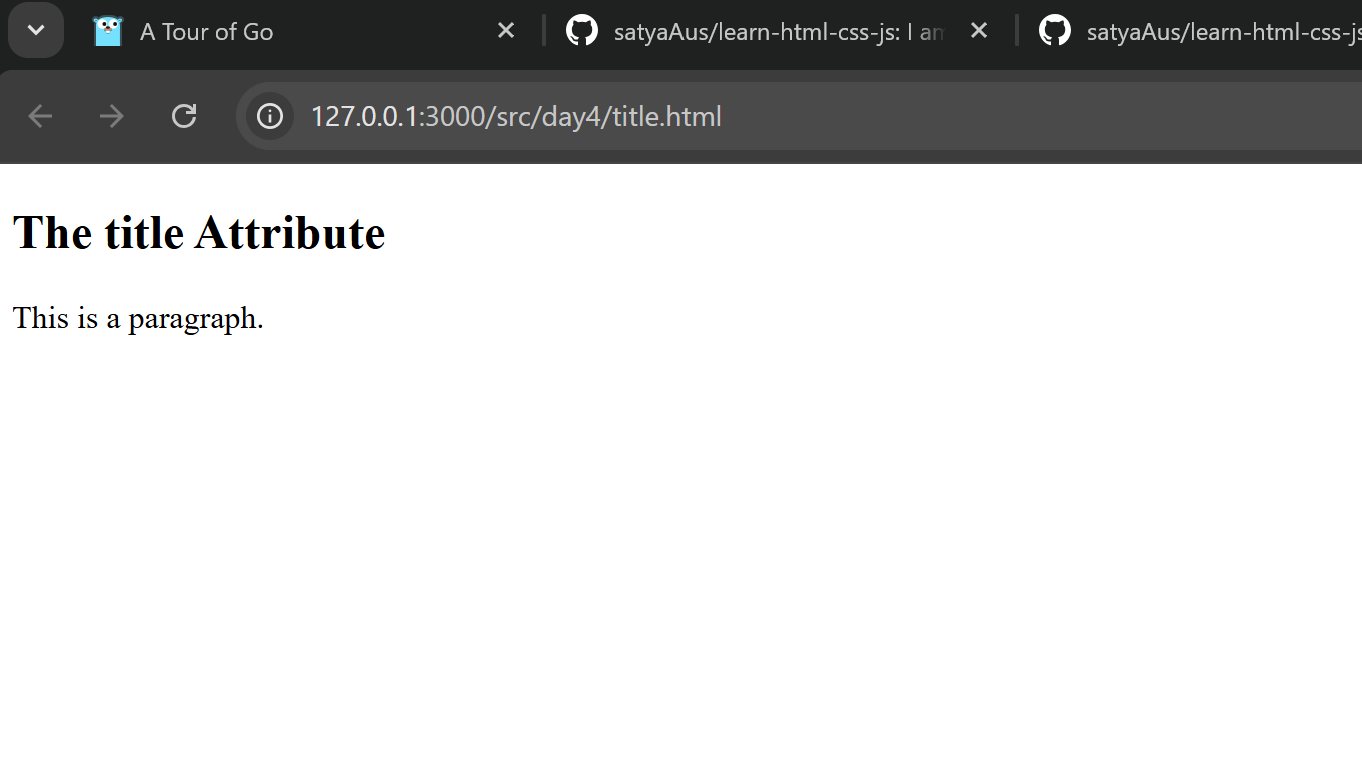 A Tour of Go
satyaAus/learn-html-css-js: I am
satyaAus/learn-html-css-js
127.0.0.1:3000/src/day4/title.html
The title Attribute
This is a paragraph.